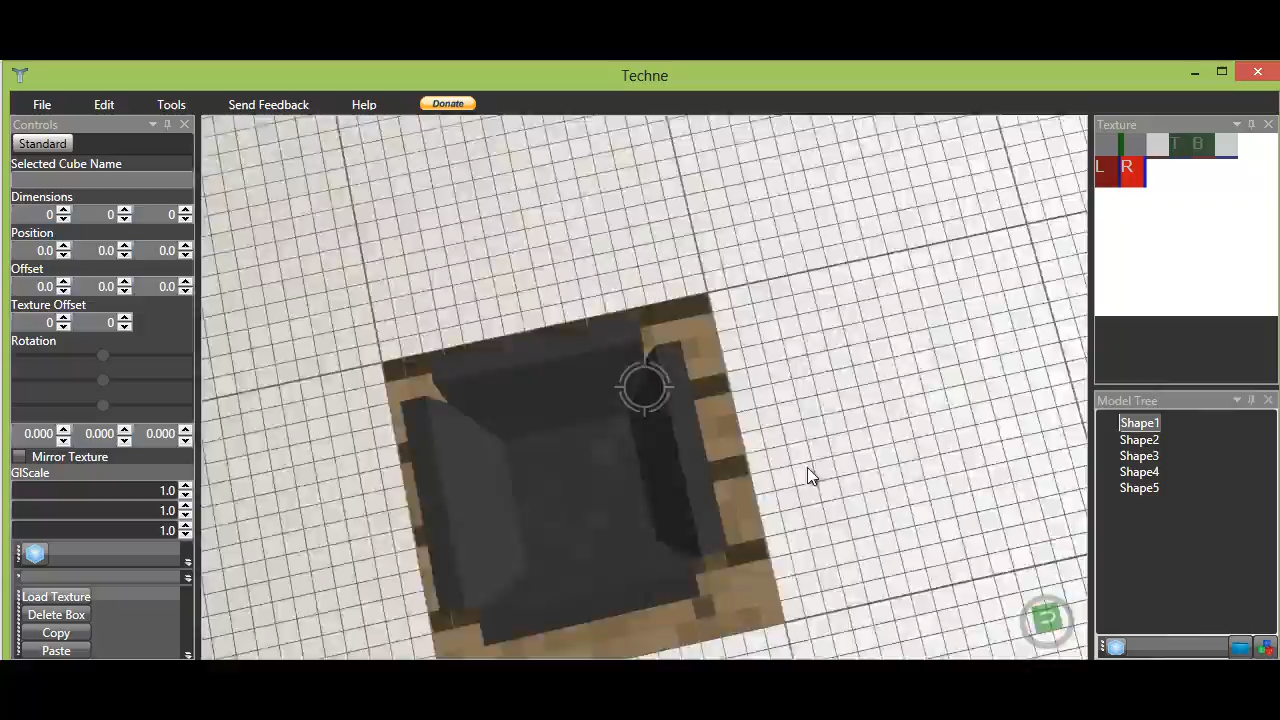 Techne
File Edit Tools Send Feedback Help Donate
Controls
Standard
Selected Cube Name
Dimensions
0 0 0
Position
0.0 0.0 0.0
Offset
0.0 0.0 0.0
Texture Offset
0 0
Rotation
0.000 0.000 0.000
Mirror Texture
GlScale
1.0
1.0
1.0
Load Texture
Delete Box
Copy
Paste
Texture
T B
L R
Model Tree
Shape1
Shape2
Shape3
Shape4
Shape5